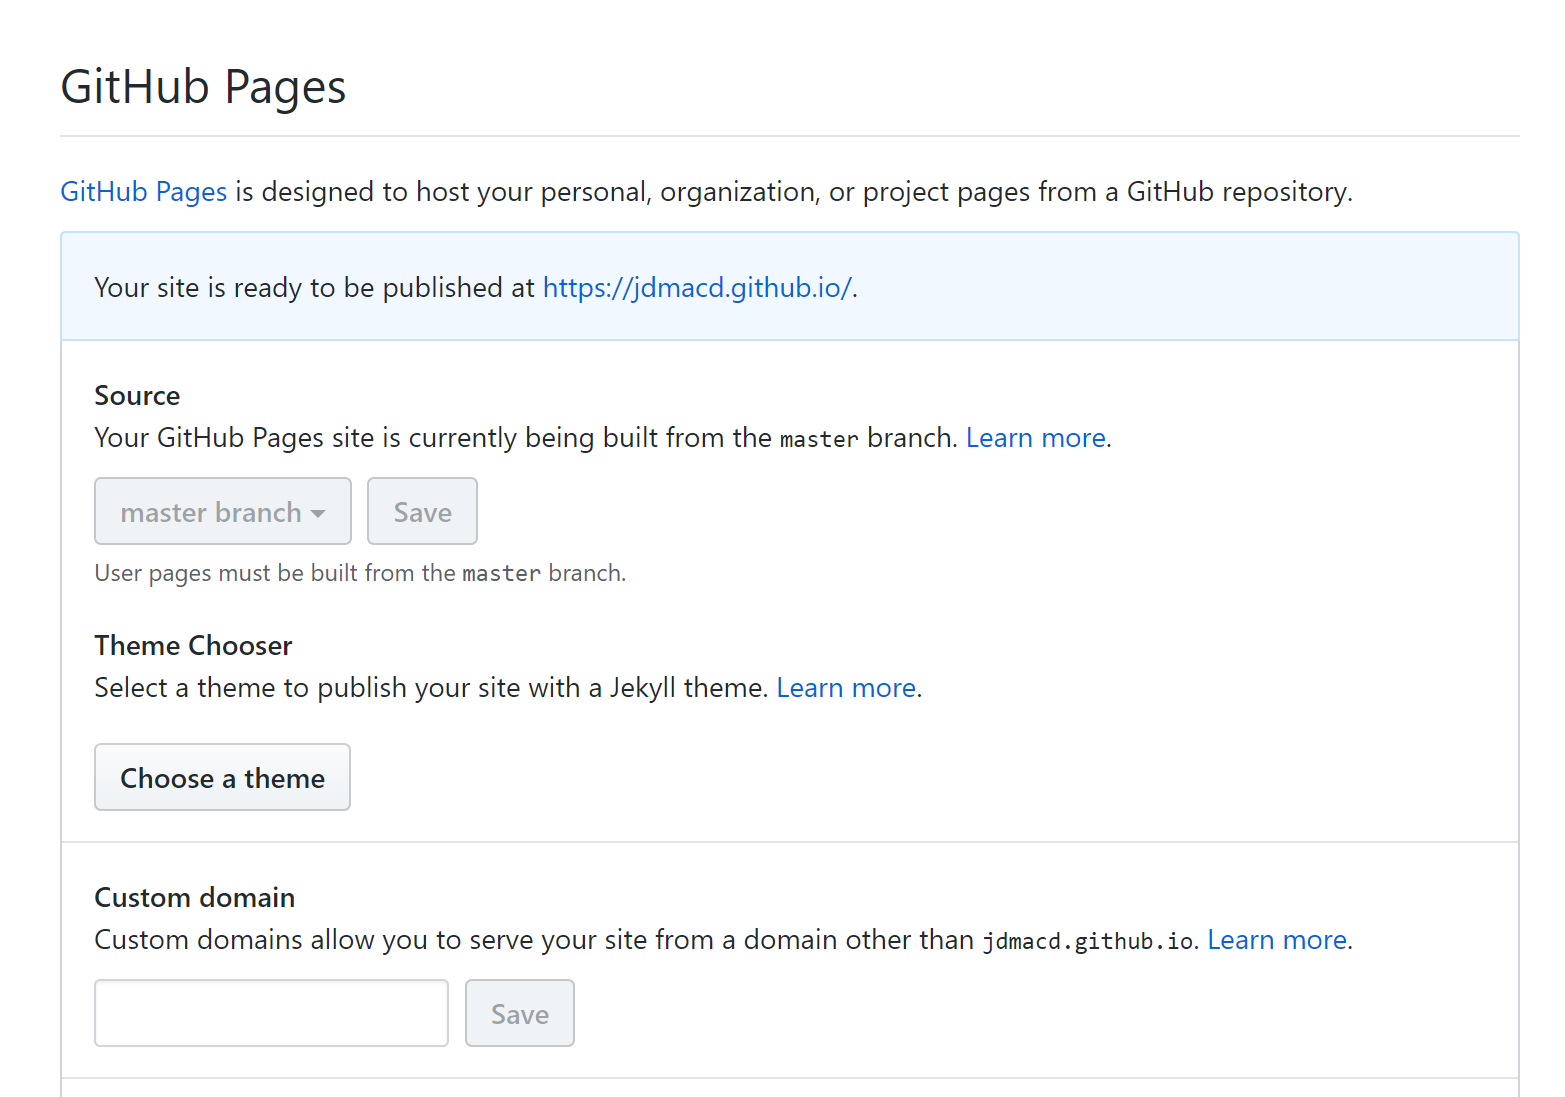 GitHub Pages
GitHub Pages is designed to host your personal, organization, or project pages from a GitHub repository.
Your site is ready to be published at https://jdmacd.github.io/.
Source
Your GitHub Pages site is currently being built from the master branch. Learn more.
master branch Save
User pages must be built from the master branch.
Theme Chooser
Select a theme to publish your site with a Jekyll theme. Learn more.
Choose a theme
Custom domain
Custom domains allow you to serve your site from a domain other than jdmacd.github.io. Learn more.
Save